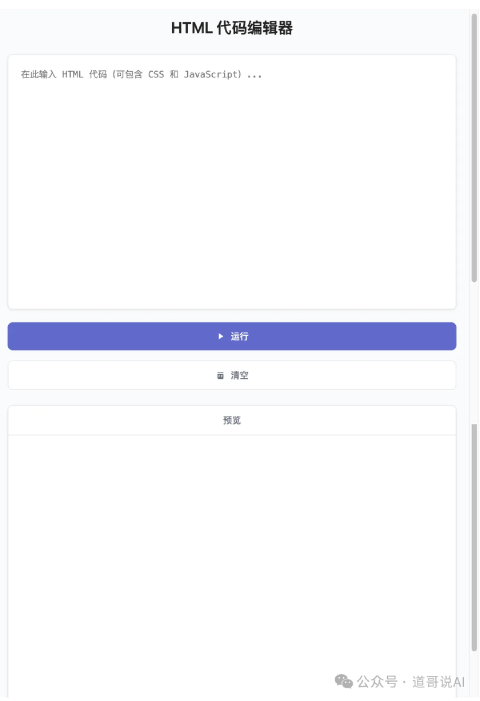 HTML 代码编辑器
在此输入 HTML 代码 (可包含 CSS 和 JavaScript) ...
运行
清空
预览
公众号 · 道哥说AI